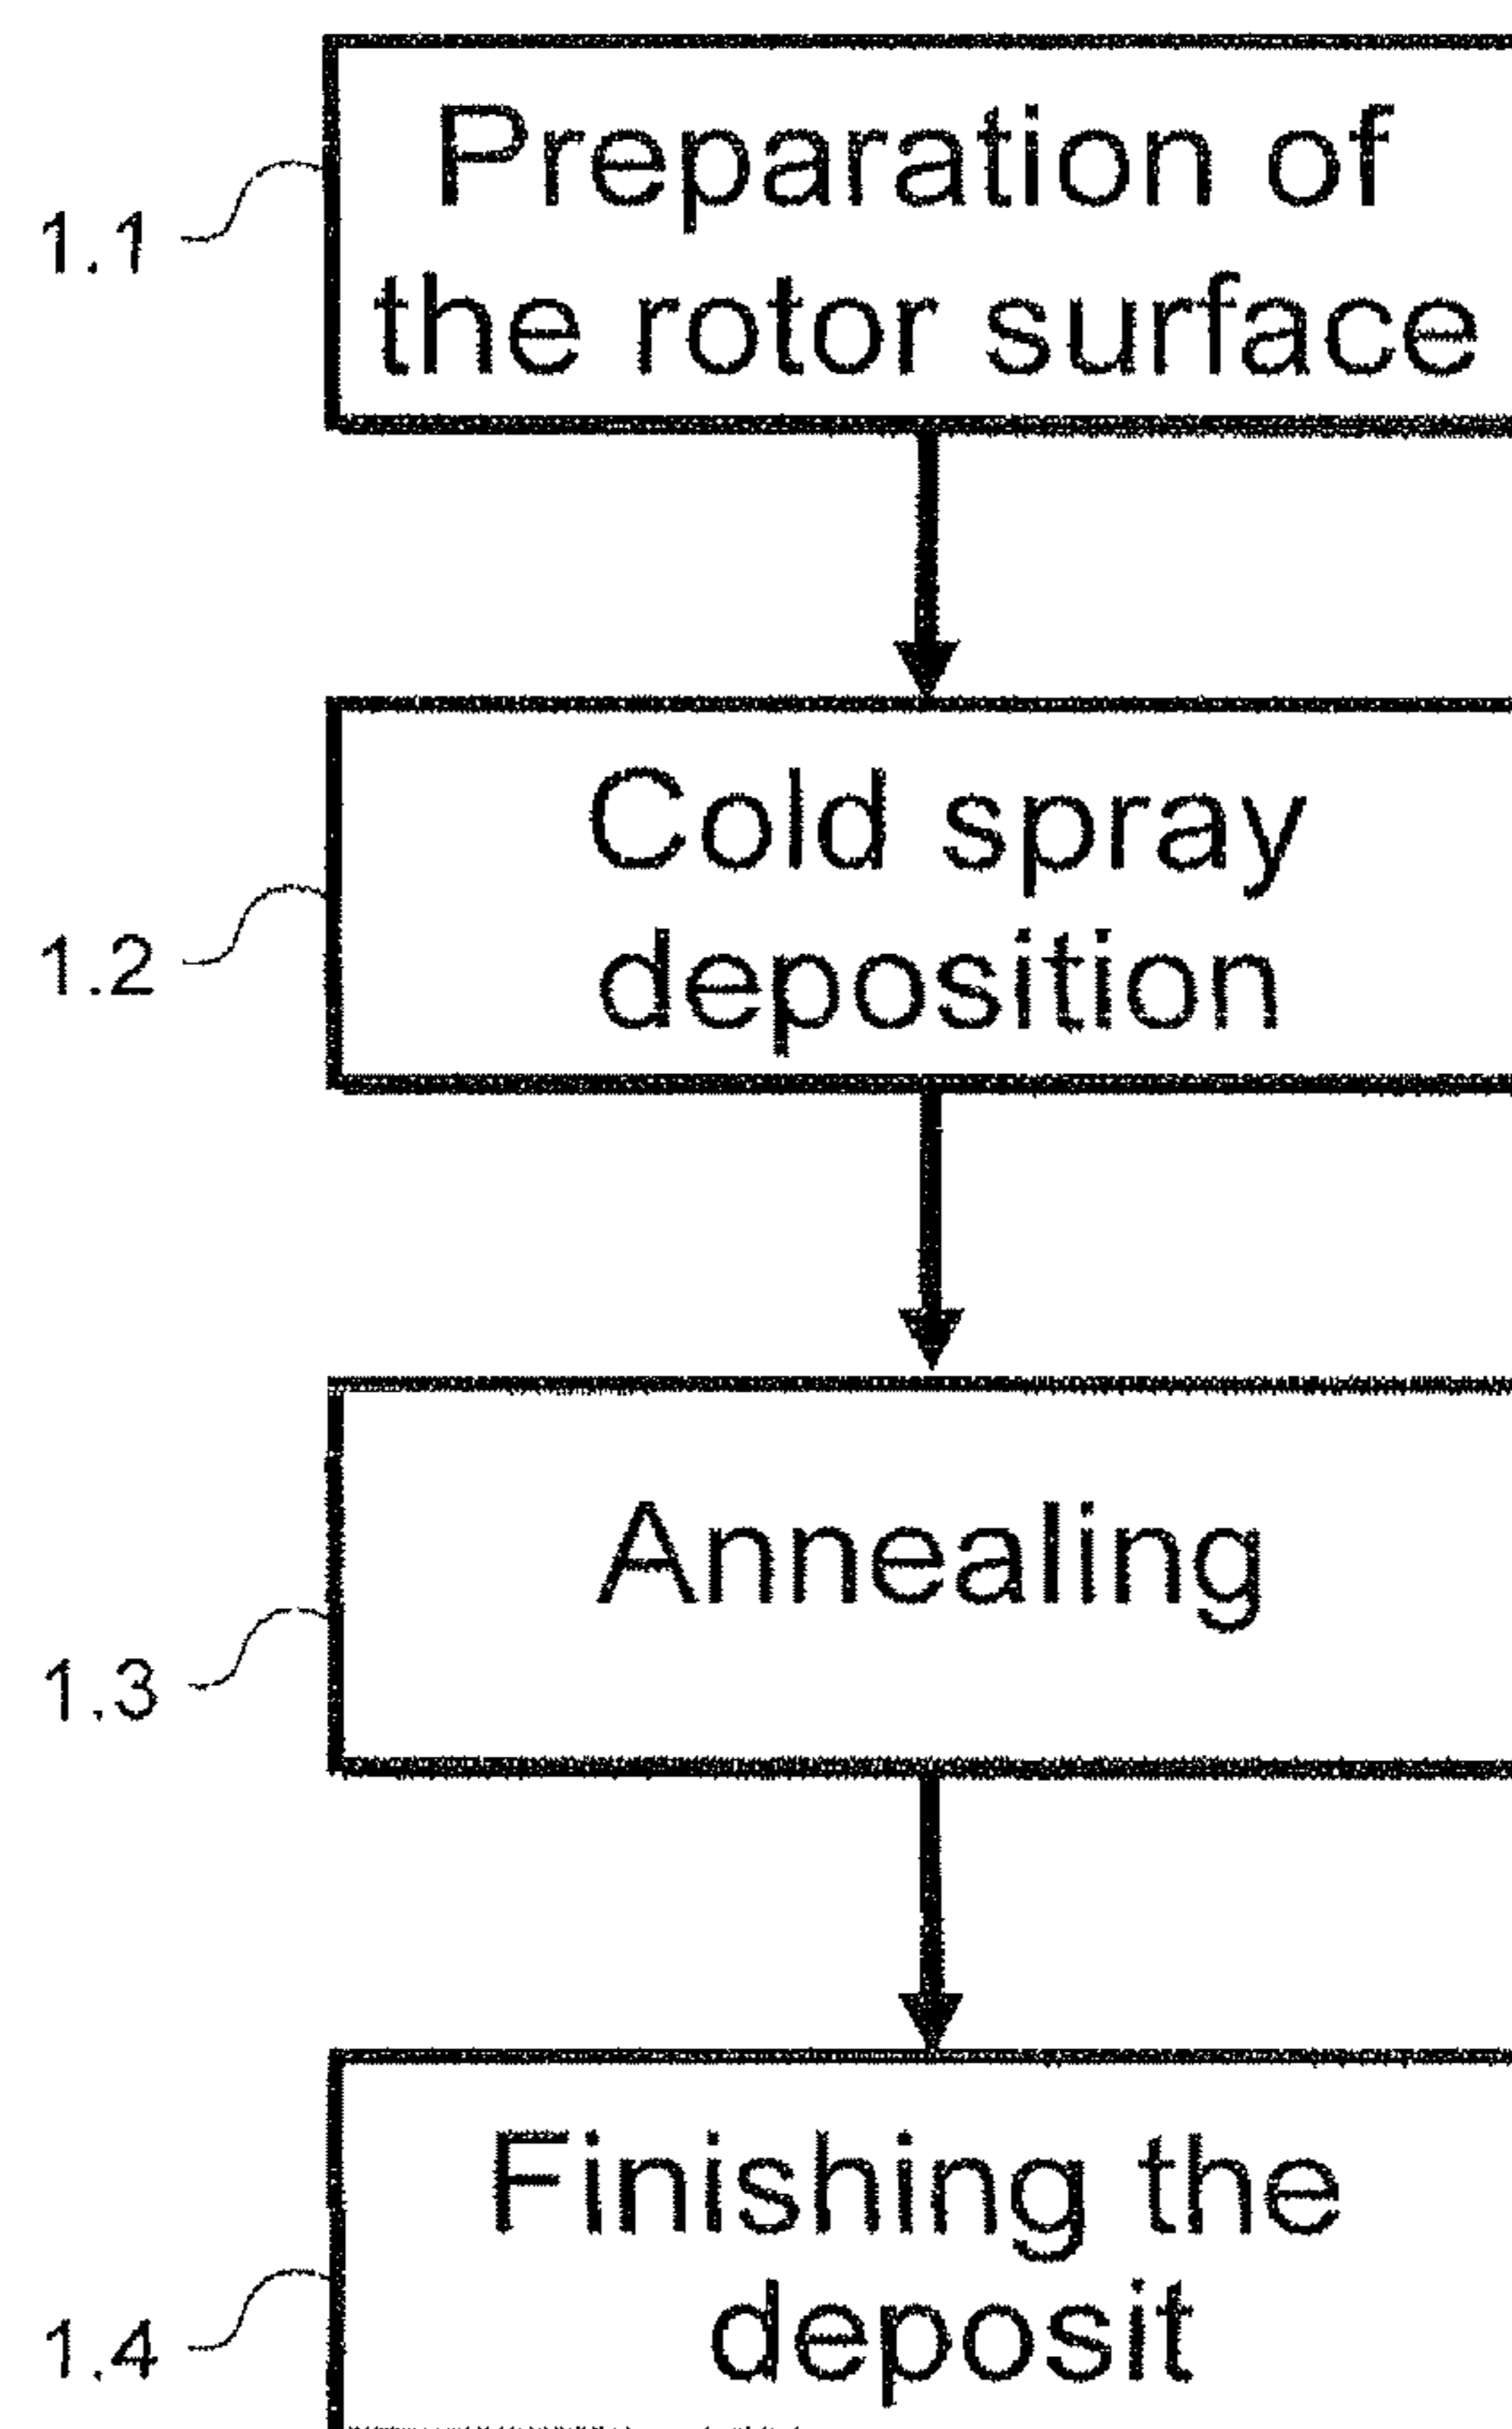 1.1
Preparation of
the rotor surface
1.2
Cold spray
deposition
1.3
Annealing
1.4
Finishing the
deposit